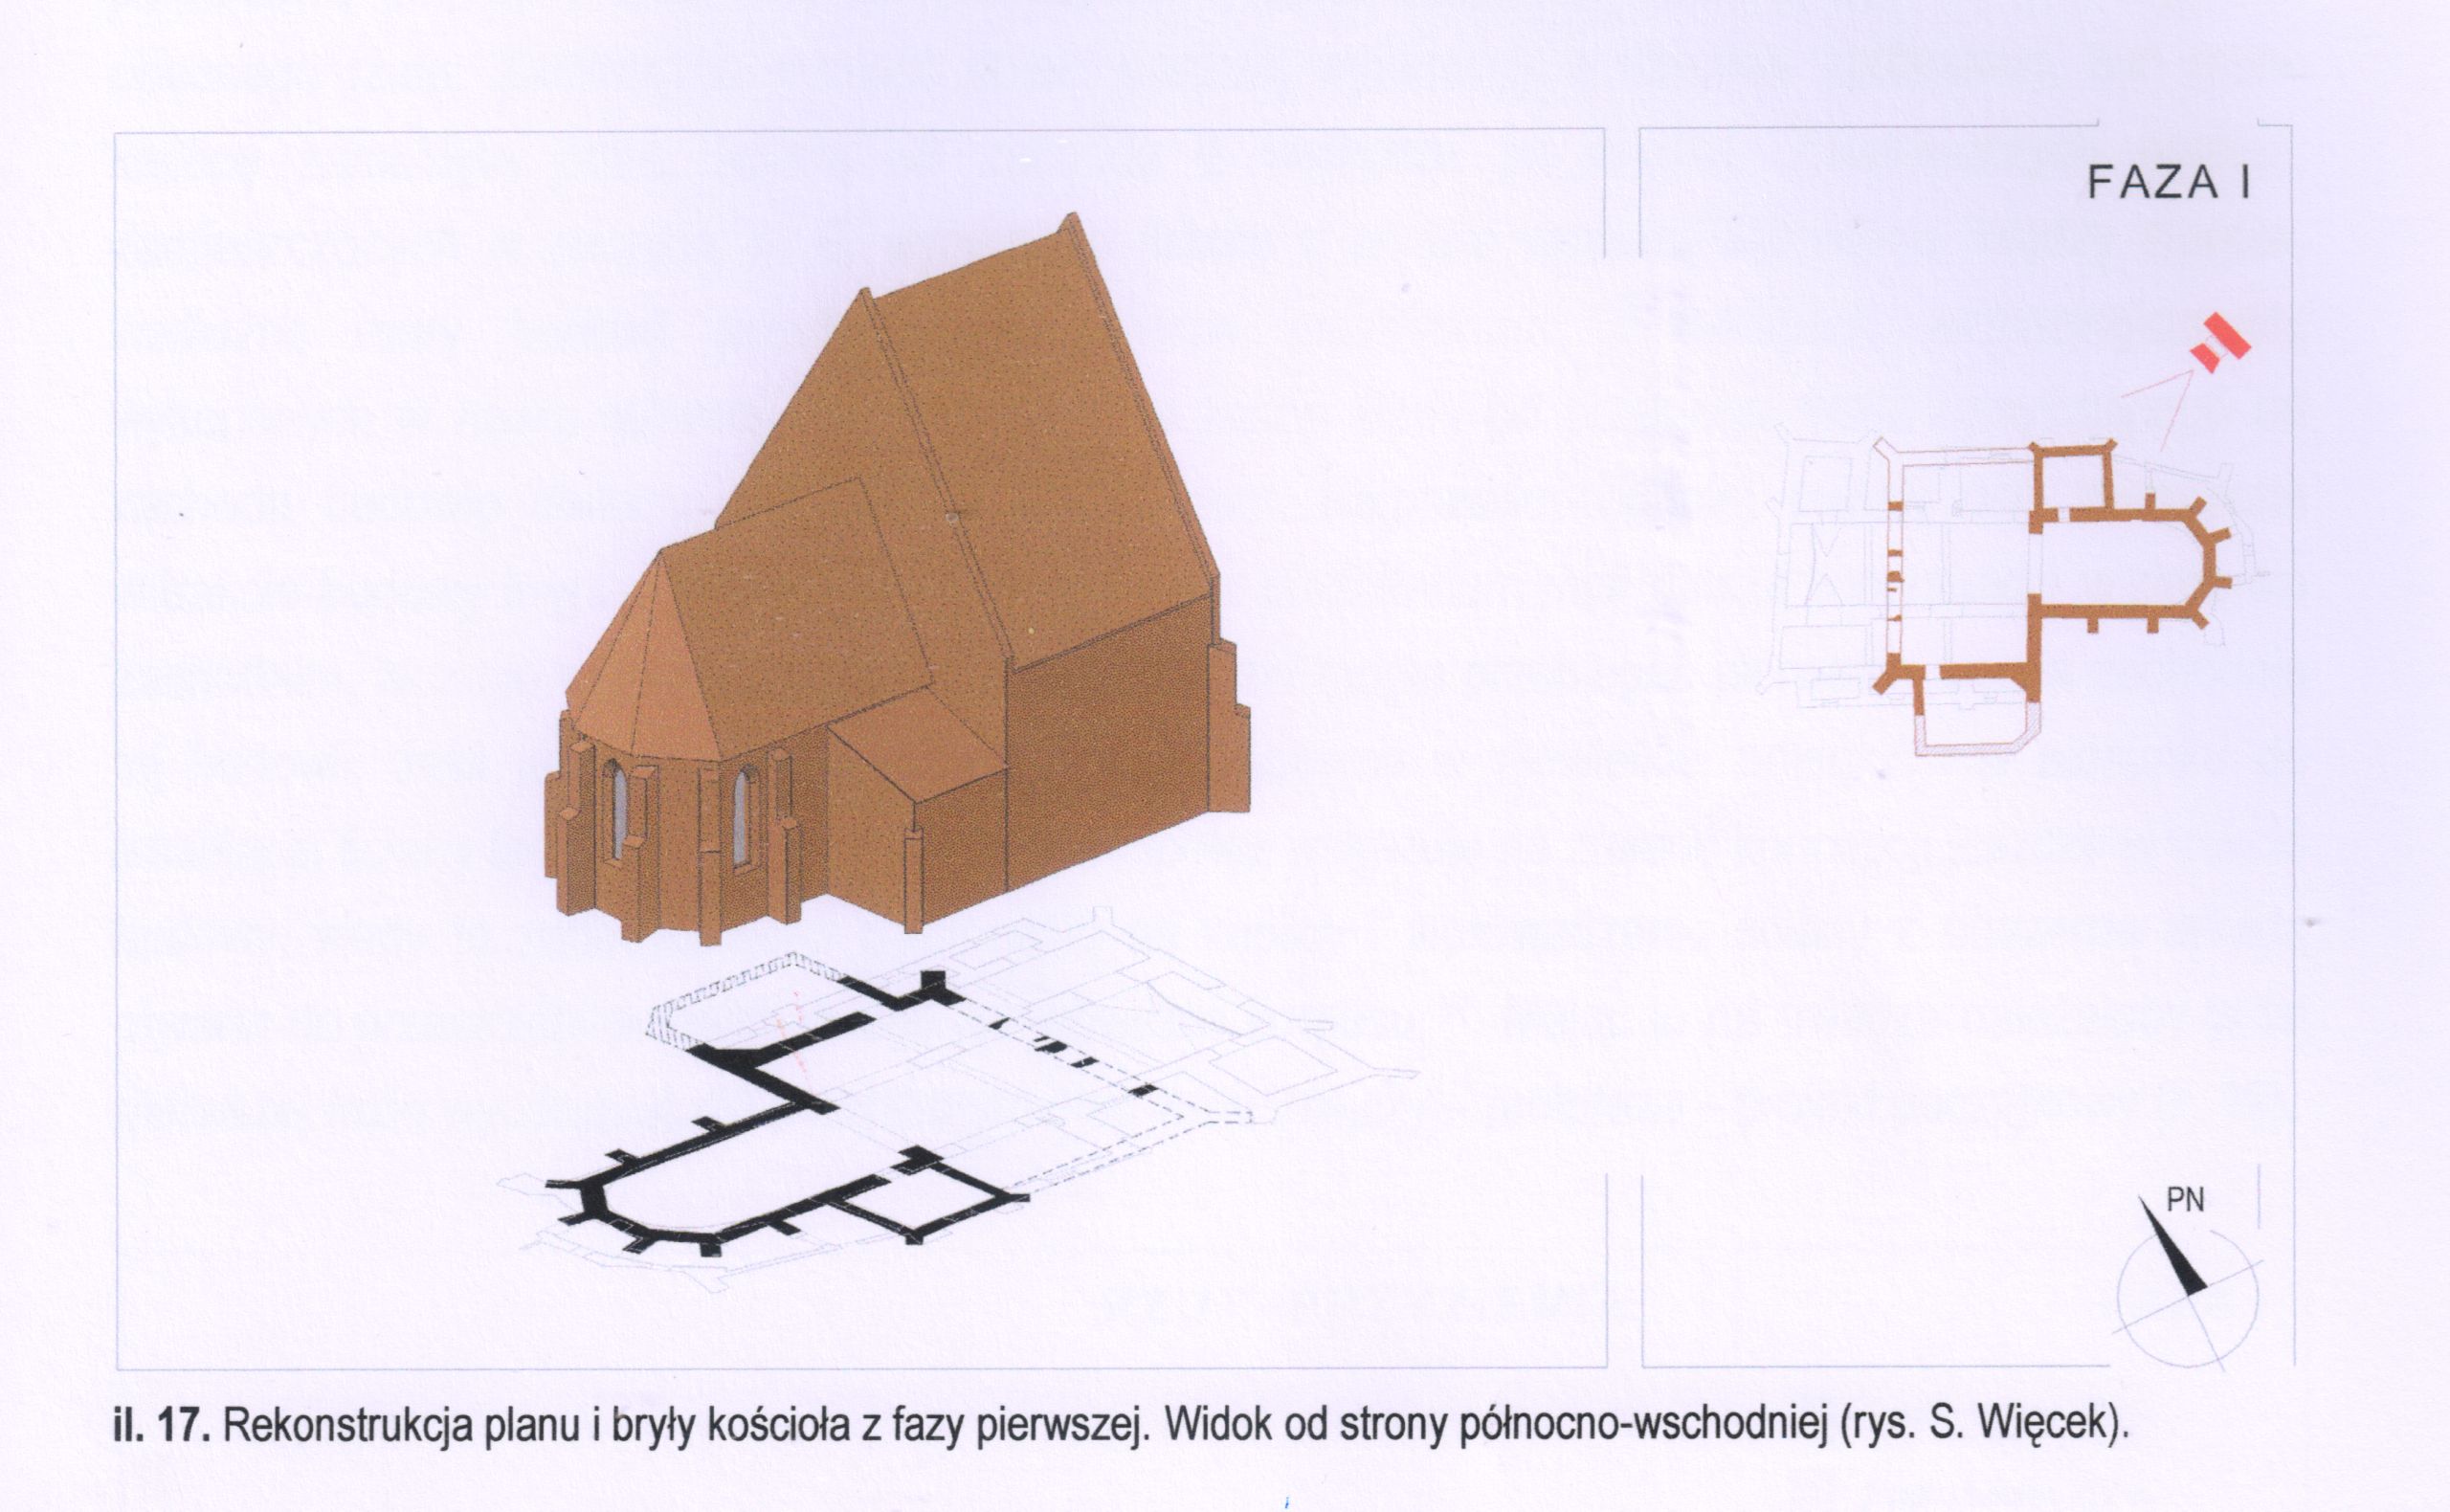 FAZA I
PN
il. 17. Rekonstrukcja planu i bryły kościoła z fazy pierwszej. Widok od strony północno-wschodniej (rys. S. Więcek).